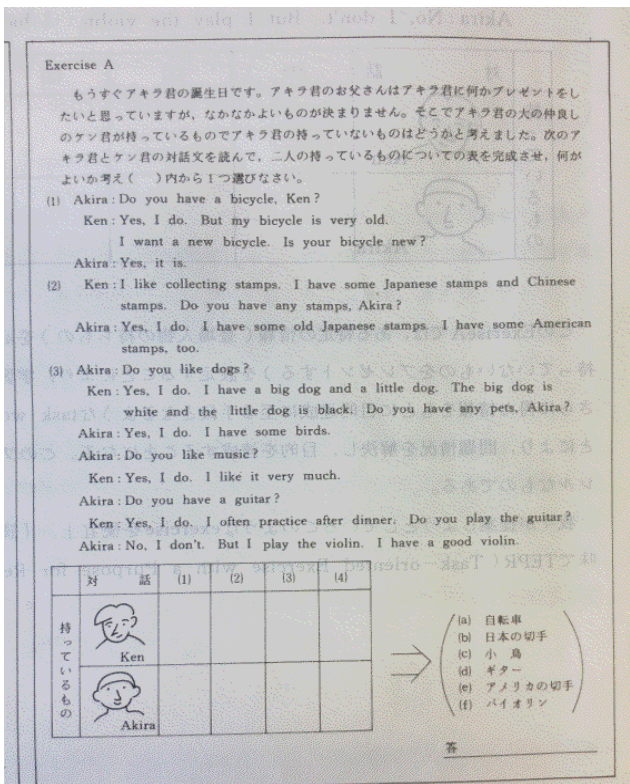 Akira : No, I don't. But I play the violin.
Exercise A
もうすぐアキラ君の誕生日です。アキラ君のお父さんはアキラ君に何かプレゼントをし
たいと思っていますが,なかなかよいものが決まりません。そこでアキラ君の大の仲良し
のケン君が持っているものでアキラの持っていないものはどうかと考えました。次のア
キラ君とケン君の対話文を読んで,二人の持っているものについての表を完成させ,何が
よいか考え( )内から1つ選びなさい。
(1) Akira : Do you have a bicycle, Ken ?
Ken : Yes, I do. But my bicycle is very old.
I want a new bicycle. Is your bicycle new ?
Akira : Yes, it is.
(2) Ken : I like collecting stamps. I have some Japanese stamps and Chinese
stamps. Do you have any stamps, Akira ?
Akira : Yes, I do. I have some old Japanese stamps. I have some American
stamps, too.
(3) Akira : Do you like dogs ?
Ken : Yes, I do. I have a big dog and a little dog. The big dog is
white and the little dog is black. Do you have any pets, Akira ?
Akira : Yes, I do. I have some birds.
Akira : Do you like music ?
Ken : Yes, I do. I like it very much.
Akira : Do you have a guitar ?
Ken : Yes, I do. I often practice after dinner. Do you play the guitar ?
Akira : No, I don't. But I play the violin. I have a good violin.
対 話 (1) (2) (3) (4)
持っているもの
Ken
Akira
(a) 自転車
(b) 日本の切手
(c) 小 鳥
(d) ギター
(e) アメリカの切手
(f) バイオリン
答